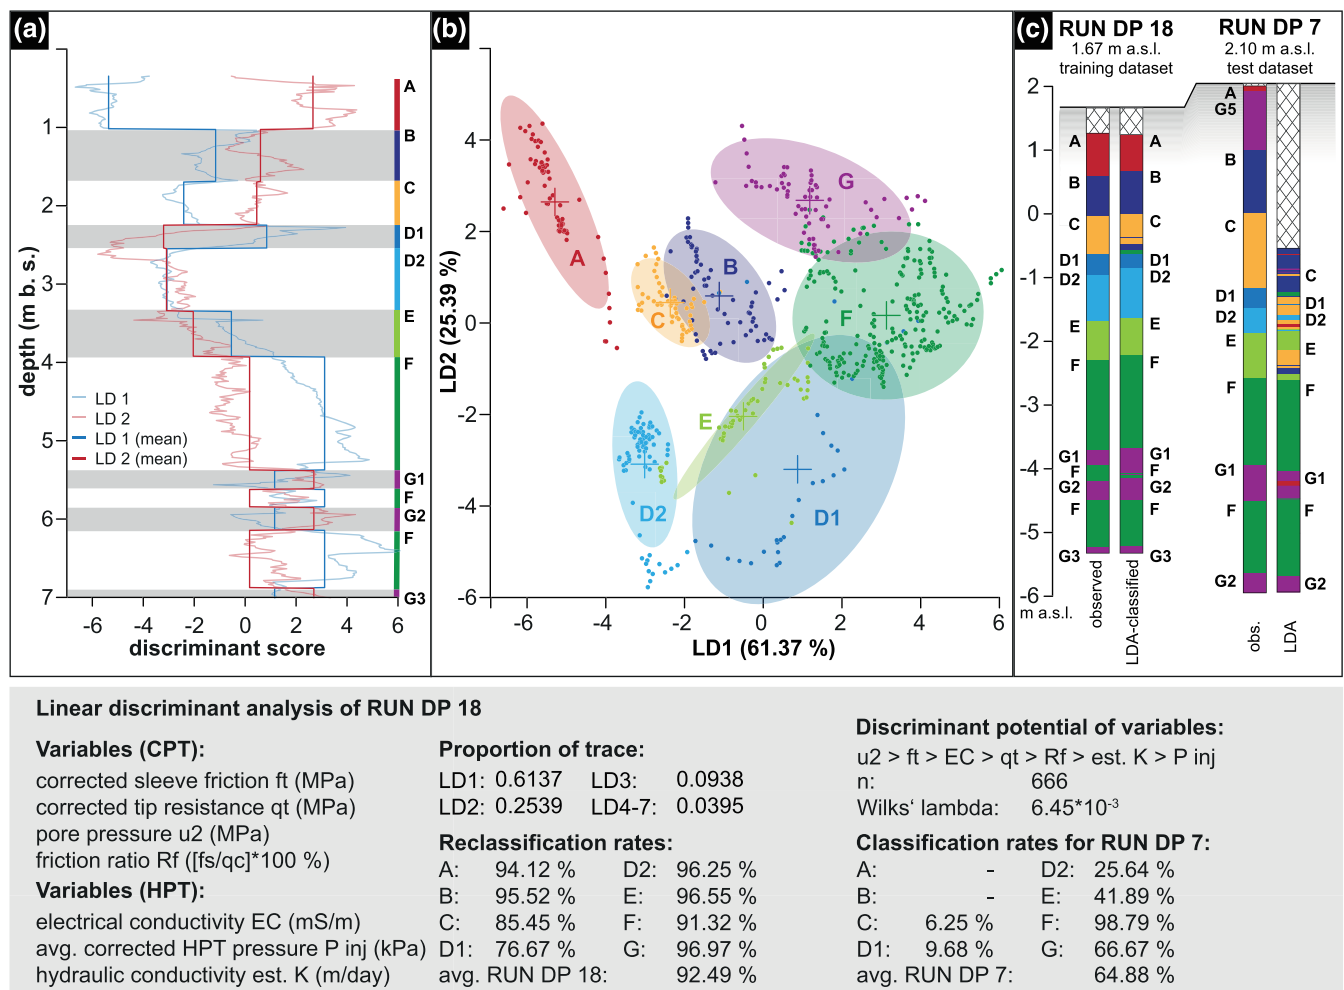 (a)
1
2
3
4
5
6
7
depth (m b. s.)
-6
-4
-2
0
2
4
6
discriminant score
LD 1
LD 2
LD 1 (mean)
LD 2 (mean)
A
B
C
D1
D2
E
F
G1
F
G2
F
G3
(b)
4
2
0
-2
-4
-6
LD2 (25.39 %)
-6
-4
-2
0
2
4
6
LD1 (61.37 %)
A
B
C
G
F
E
D2
D1
(c)
RUN DP 18
1.67 m a.s.l.
training dataset
RUN DP 7
2.10 m a.s.l.
test dataset
2
1
0
-1
-2
-3
-4
-5
-6
m a.s.l.
A
B
C
D1
D2
E
F
G1
F
G2
F
G3
observed
A
B
C
D1
D2
E
F
G1
F
G2
F
G3
LDA-classified
A
G5
B
C
D1
D2
E
F
G1
F
G2
obs.
C
D1
D2
E
F
G1
F
G2
LDA
Linear discriminant analysis of RUN DP 18
Variables (CPT):
corrected sleeve friction ft (MPa)
corrected tip resistance qt (MPa)
pore pressure u2 (MPa)
friction ratio Rf ([fs/qc]*100 %)
Variables (HPT):
electrical conductivity EC (mS/m)
avg. corrected HPT pressure P inj (kPa)
hydraulic conductivity est. K (m/day)
Proportion of trace:
LD1: 0.6137 LD3: 0.0938
LD2: 0.2539 LD4-7: 0.0395
Reclassification rates:
A: 94.12 % D2: 96.25 %
B: 95.52 % E: 96.55 %
C: 85.45 % F: 91.32 %
D1: 76.67 % G: 96.97 %
avg. RUN DP 18: 92.49 %
Discriminant potential of variables:
u2 > ft > EC > qt > Rf > est. K > P inj
n: 666
Wilks‘ lambda: 6.45*10-3
Classification rates for RUN DP 7:
A: - D2: 25.64 %
B: - E: 41.89 %
C: 6.25 % F: 98.79 %
D1: 9.68 % G: 66.67 %
avg. RUN DP 7: 64.88 %